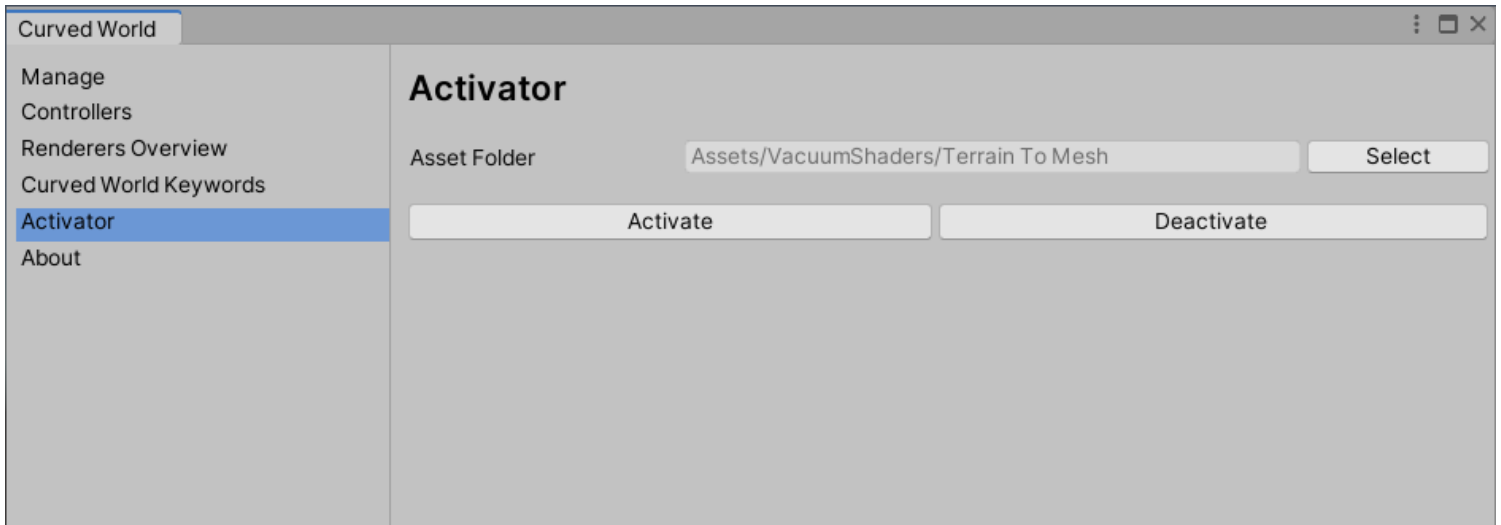 Curved World
Manage
Controllers
Renderers Overview
Curved World Keywords
Activator
About
Activator
Asset Folder Assets/VacuumShaders/Terrain To Mesh Select
Activate Deactivate